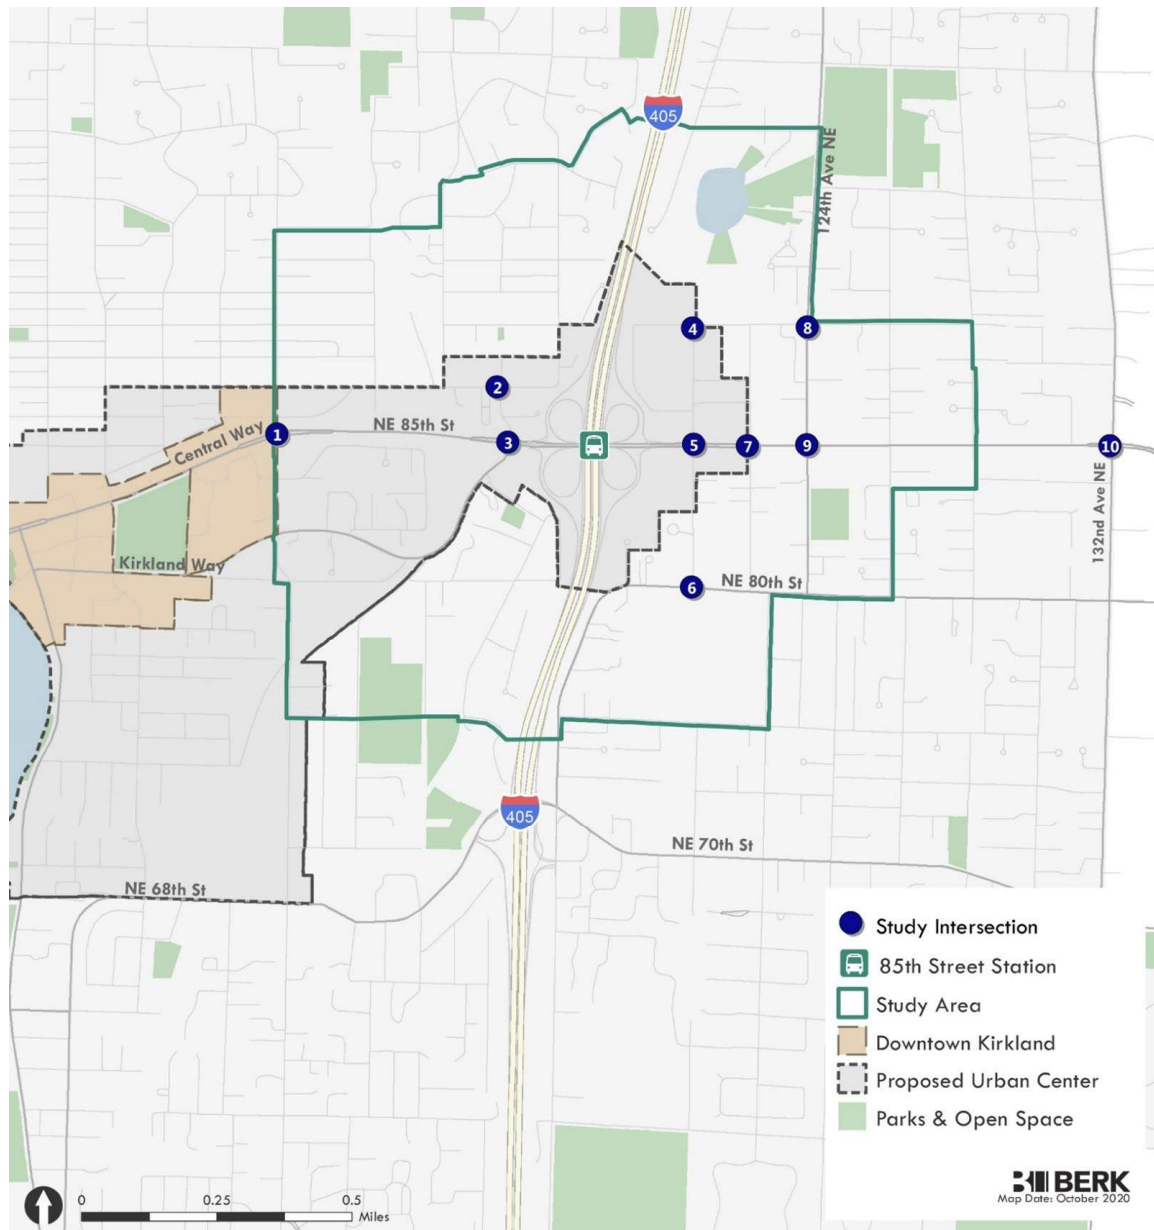 405
124th Ave NE
4
8
2
1
NE 85th St
3
5
7
9
10
Central Way
132nd Ave NE
Kirkland Way
6
NE 80th St
405
NE 70th St
NE 68th St
Study Intersection
85th Street Station
Study Area
Downtown Kirkland
Proposed Urban Center
Parks & Open Space
BERK
Map Date: October 2020
0 0.25 0.5
Miles